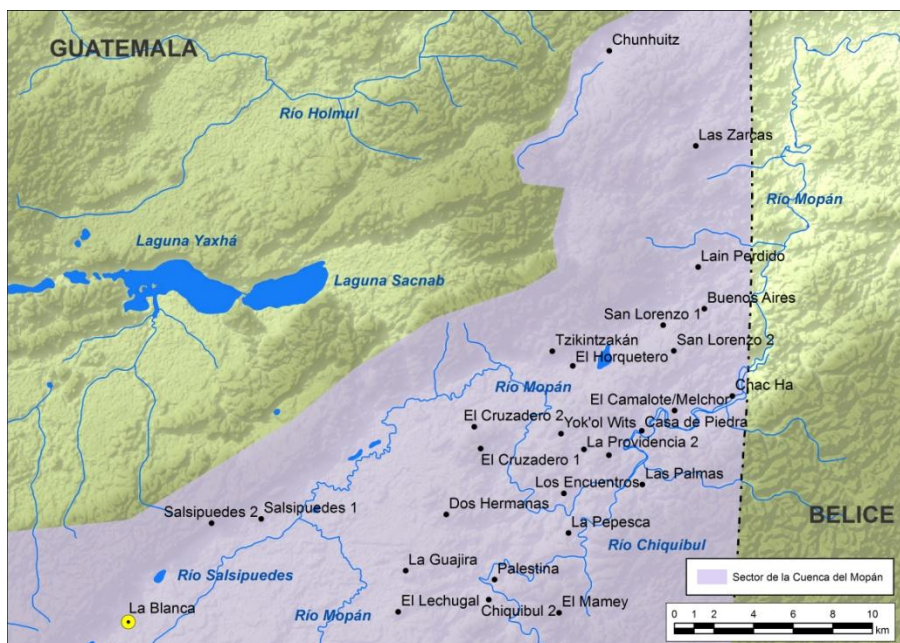 GUATEMALA
Chunhuitz
Río Holmul
Las Zarcas
Río Mopán
Laguna Yaxhá
Laguna Sacnab
Lain Perdido
Buenos Aires
San Lorenzo 1
San Lorenzo 2
Tzikintzakán
El Horquetero
Río Mopán
Chac Ha
El Camalote/Melchor
El Cruzadero 2
Yok'ol Wits
Casa de Piedra
La Providencia 2
El Cruzadero 1
Los Encuentros
Las Palmas
Salsipuedes 2
Salsipuedes 1
Dos Hermanas
BELICE
La Pepesca
Río Chiquibul
La Guajira
Palestina
Río Salsipuedes
Sector de la Cuenca del Mopán
La Blanca
Río Mopán
El Lechugal
Chiquibul 2
El Mamey
0 1 2 4 6 8 10
km